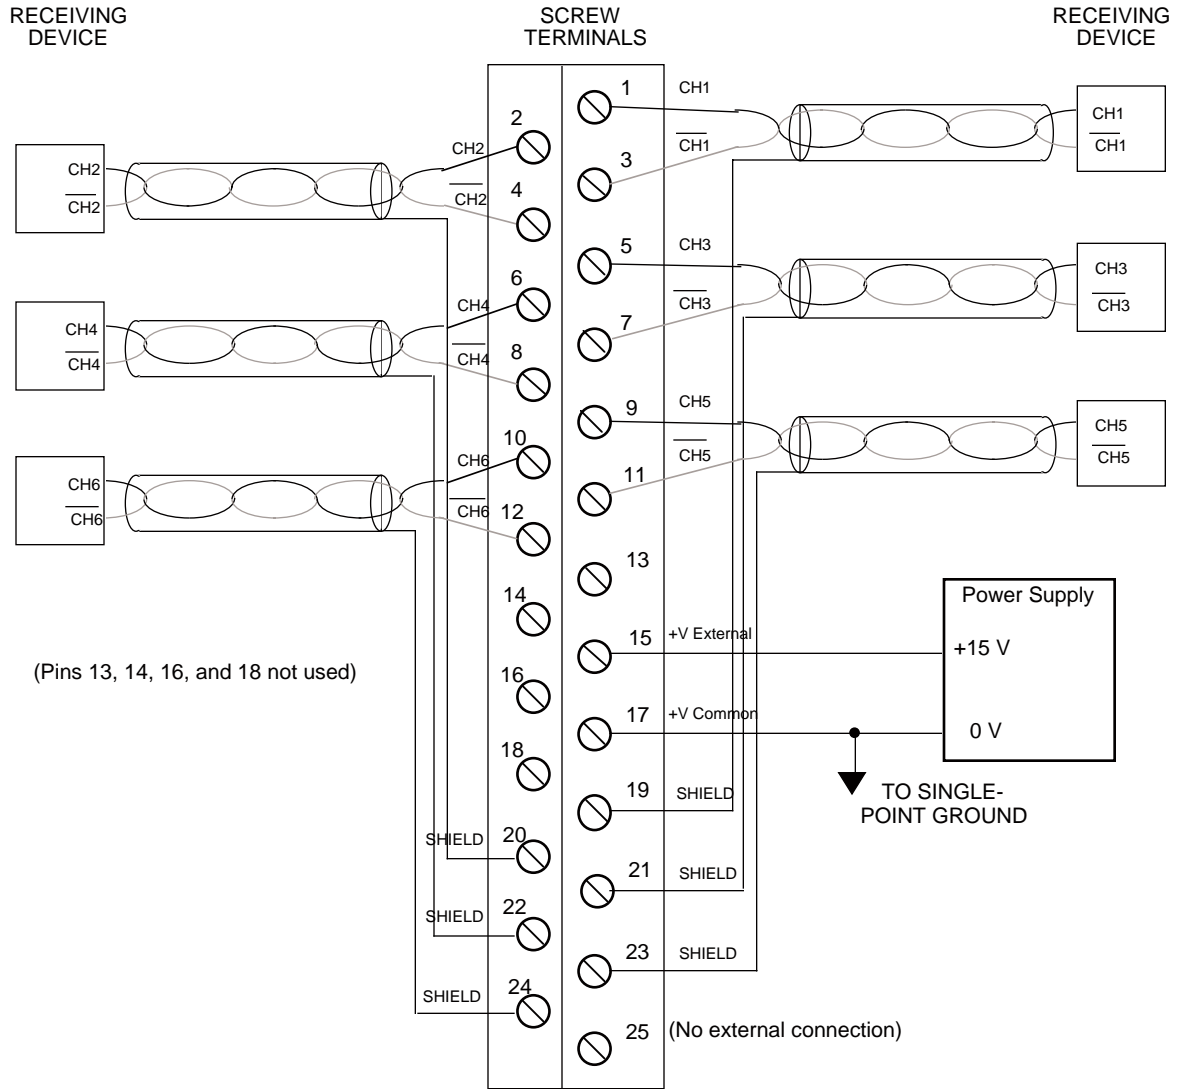 RECEIVING
DEVICE
SCREW
TERMINALS
RECEIVING
DEVICE
1
CH1
CH1
2
CH2
CH2
3
CH1
CH1
4
CH2
CH2
5
CH3
CH3
6
CH4
CH4
7
CH3
CH3
8
CH4
CH4
9
CH5
CH5
10
CH6
CH6
11
CH5
CH5
12
CH6
CH6
13
14
Power Supply
15
+V External
+15 V
(Pins 13, 14, 16, and 18 not used)
16
17
+V Common
0 V
18
19
SHIELD
TO SINGLE-
POINT GROUND
SHIELD
20
21
SHIELD
SHIELD
22
23
SHIELD
SHIELD
24
25
(No external connection)